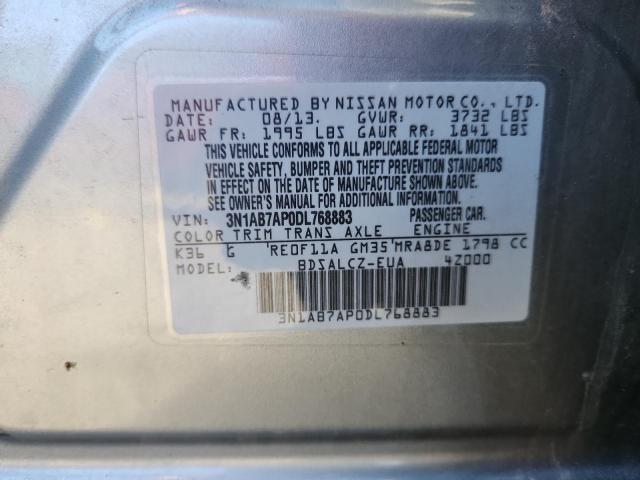 MANUFACTURED BY NISSAN MOTOR CO., LTD.
DATE: 08/13. GVWR: 3732 LBS
GAWR FR: 1995 LBS GAWR RR: 1841 LBS
THIS VEHICLE CONFORMS TO ALL APPLICABLE FEDERAL MOTOR
VEHICLE SAFETY, BUMPER AND THEFT PREVENTION STANDARDS
IN EFFECT ON THE DATE OF MANUFACTURE SHOWN ABOVE.
SEE OWNER'S MANUAL FOR ADDITIONAL INFORMATION.
VIN: 3N1AB7AP0DL768883 PASSENGER CAR.
COLOR TRIM TRANS AXLE ENGINE
K36 G RE0F11A GM35 MRA8DE 1798 CC
MODEL: BDSALCZ-EUA 4Z000
3N1AB7AP0DL768883